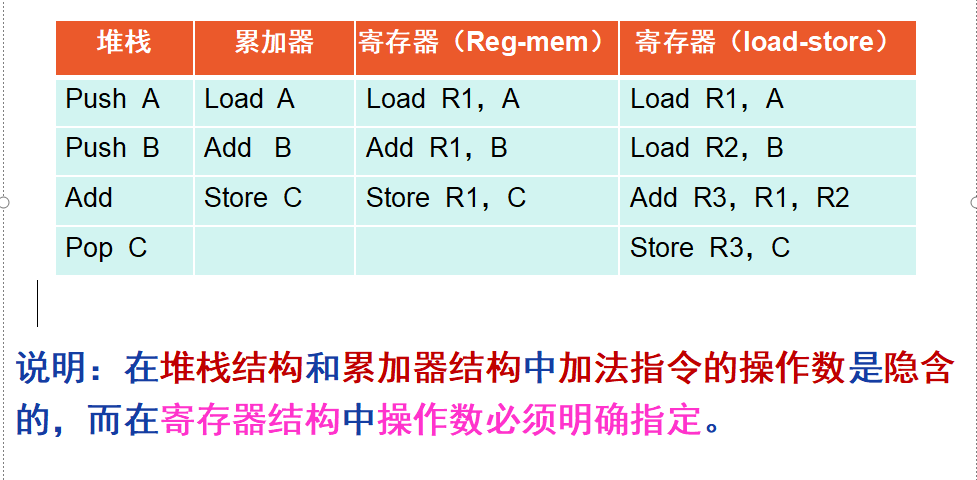 堆栈 累加器 寄存器（Reg-mem） 寄存器（load-store）
Push A Load A Load R1，A Load R1，A
Push B Add B Add R1，B Load R2，B
Add Store C Store R1，C Add R3，R1，R2
Pop C Store R3，C
说明：在堆栈结构和累加器结构中加法指令的操作数是隐含
的，而在寄存器结构中操作数必须明确指定。